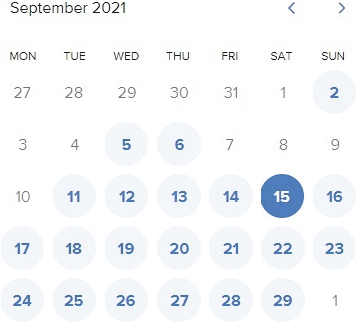 September 2021
MON TUE WED THU FRI SAT SUN
27 28 29 30 31 1 2
3 4 5 6 7 8 9
10 11 12 13 14 15 16
17 18 19 20 21 22 23
24 25 26 27 28 29 1